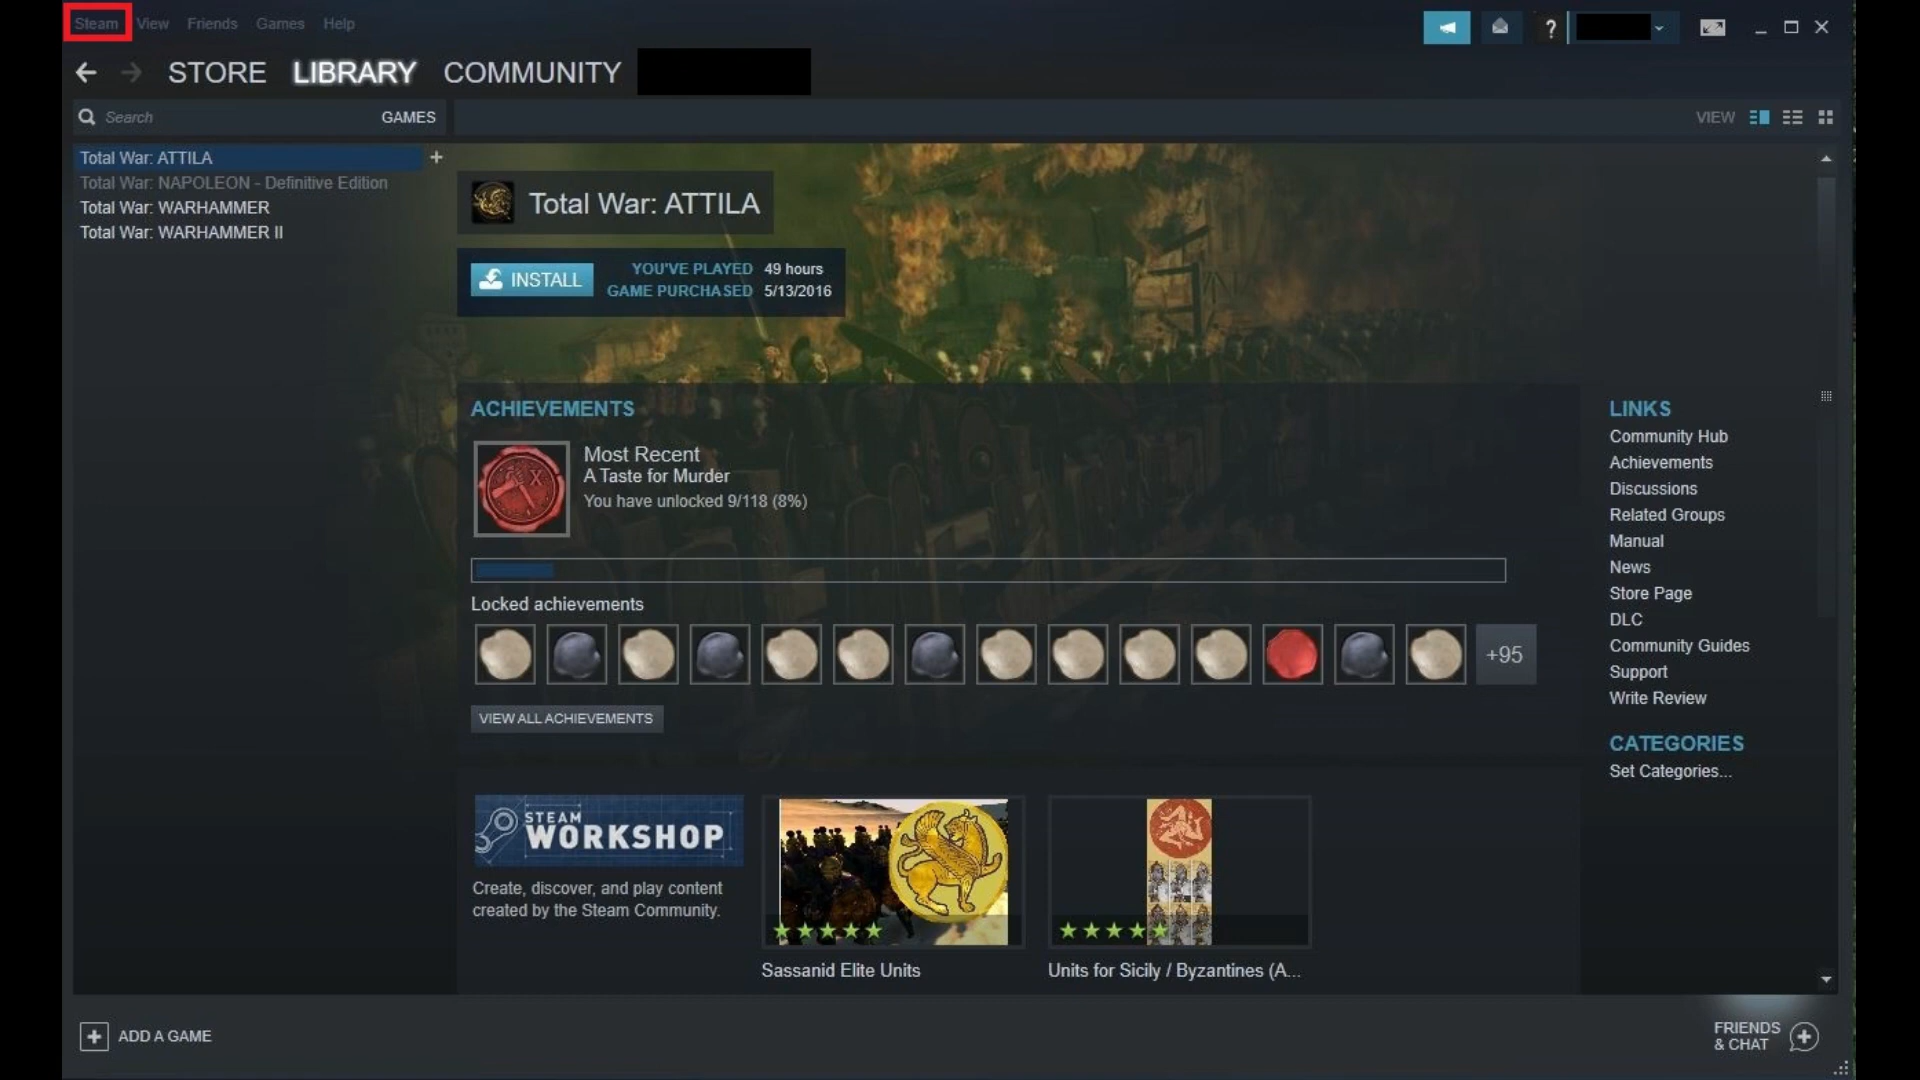 Steam View Friends Games Help
?
STORE LIBRARY COMMUNITY
Search GAMES
VIEW
Total War: ATTILA
Total War: NAPOLEON - Definitive Edition
Total War: WARHAMMER
Total War: WARHAMMER II
Total War: ATTILA
INSTALL
YOU'VE PLAYED 49 hours
GAME PURCHASED 5/13/2016
ACHIEVEMENTS
Most Recent
A Taste for Murder
You have unlocked 9/118 (8%)
Locked achievements
+95
VIEW ALL ACHIEVEMENTS
LINKS
Community Hub
Achievements
Discussions
Related Groups
Manual
News
Store Page
DLC
Community Guides
Support
Write Review
CATEGORIES
Set Categories...
STEAM
WORKSHOP
Create, discover, and play content
created by the Steam Community.
Sassanid Elite Units
Units for Sicily / Byzantines (A...
ADD A GAME
FRIENDS
& CHAT